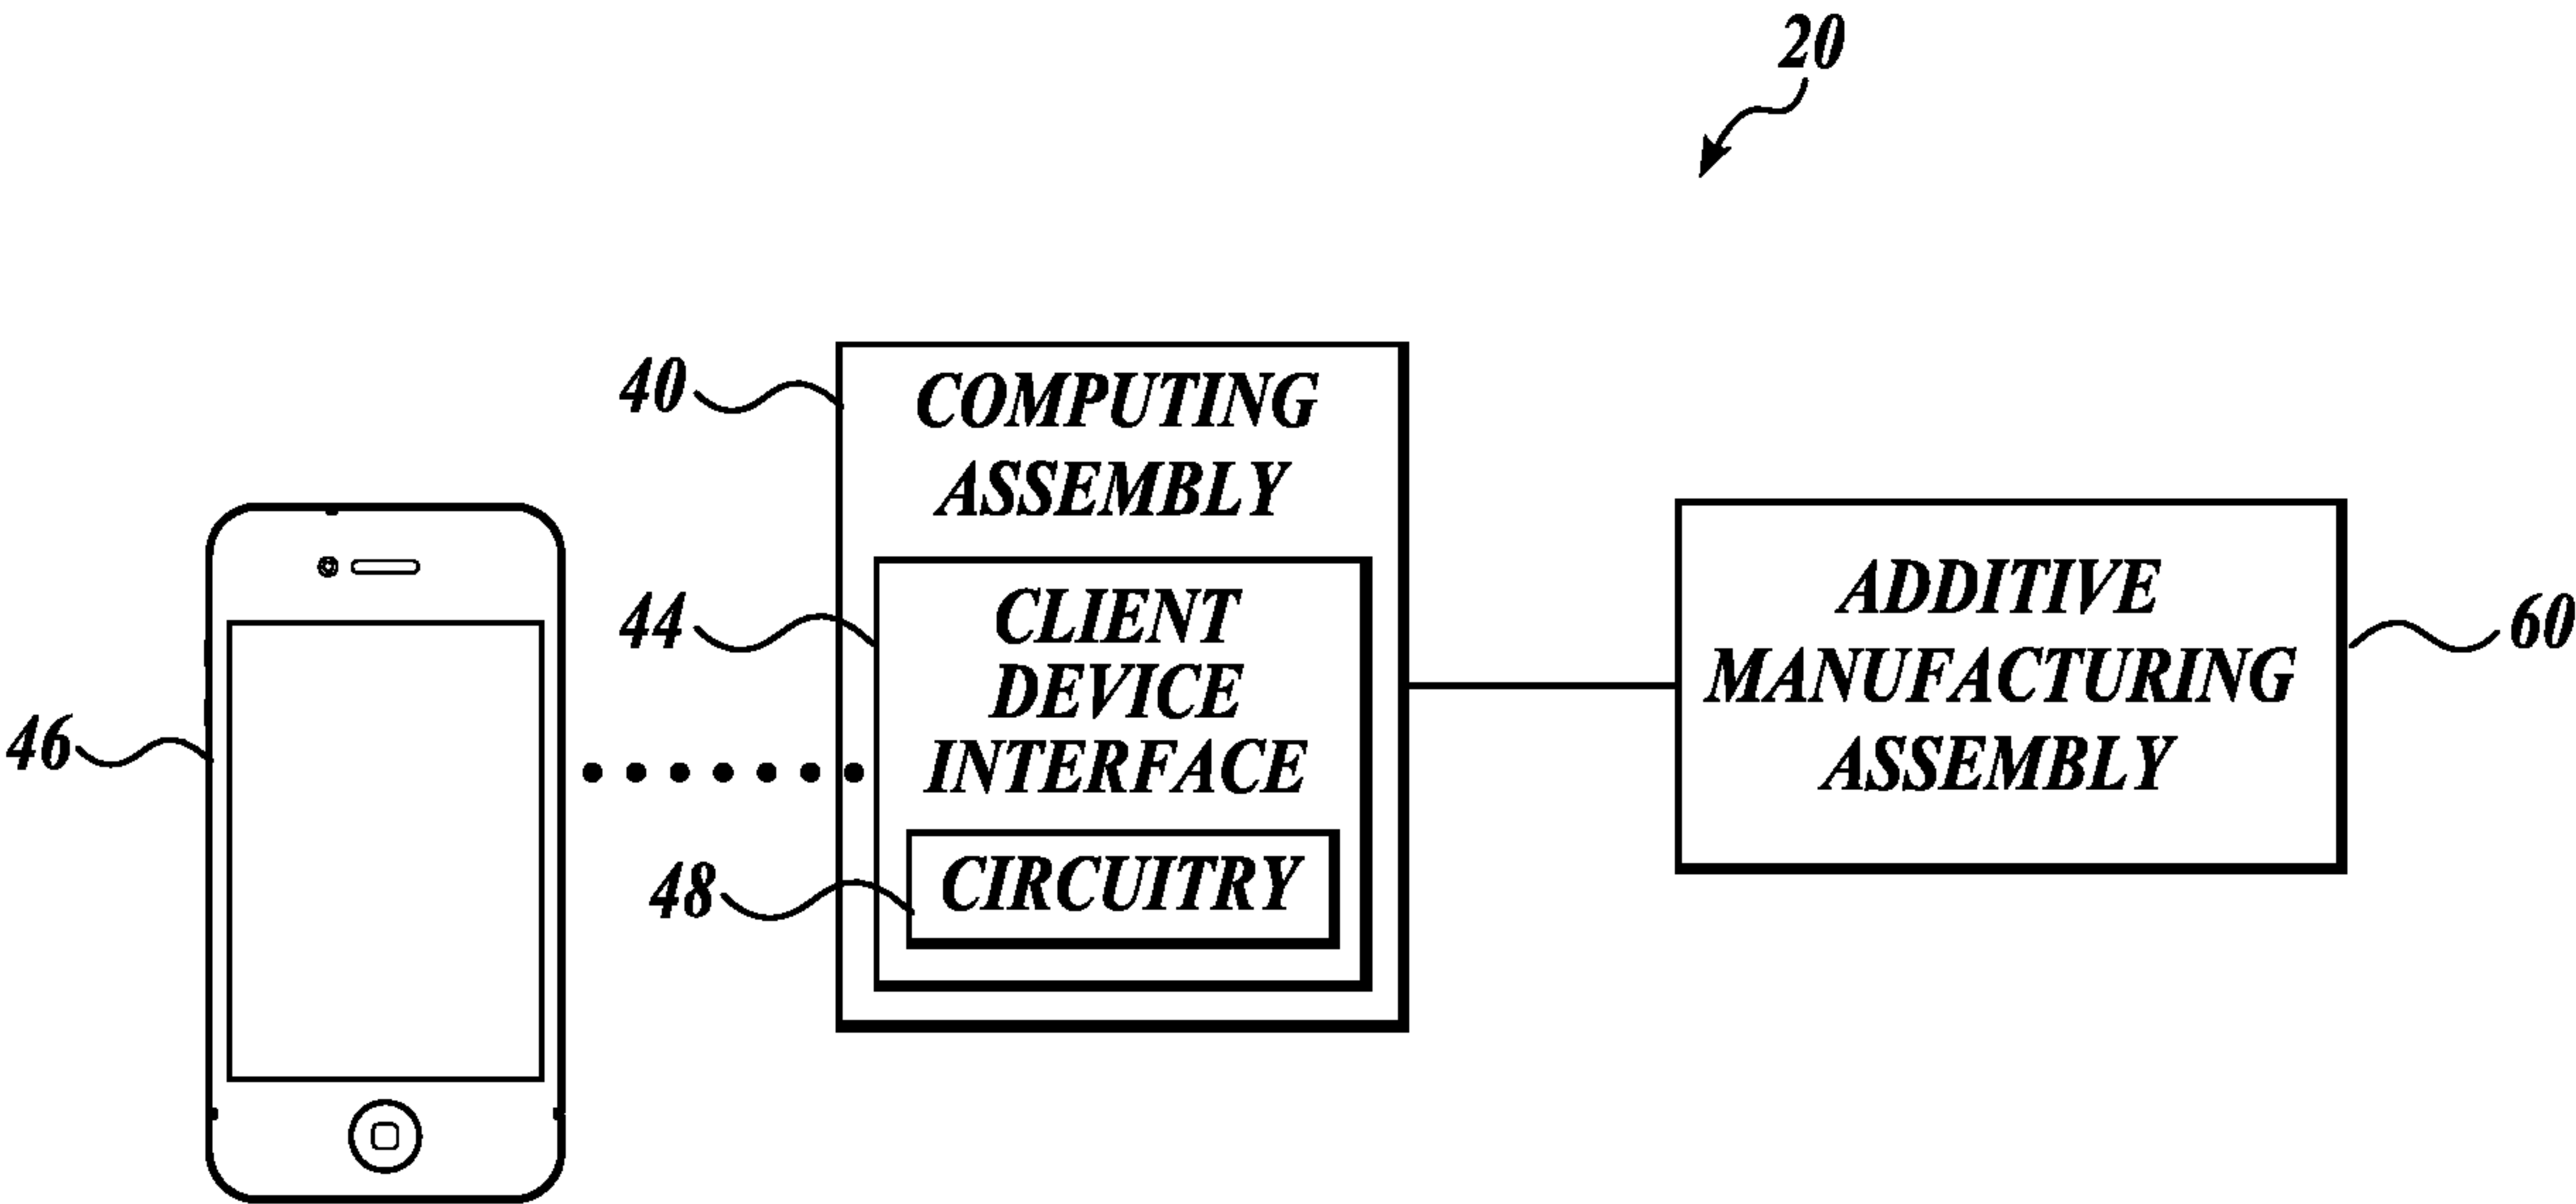 20
40
COMPUTING
ASSEMBLY
44
CLIENT
DEVICE
INTERFACE
46
48
CIRCUITRY
ADDITIVE
MANUFACTURING
ASSEMBLY
60